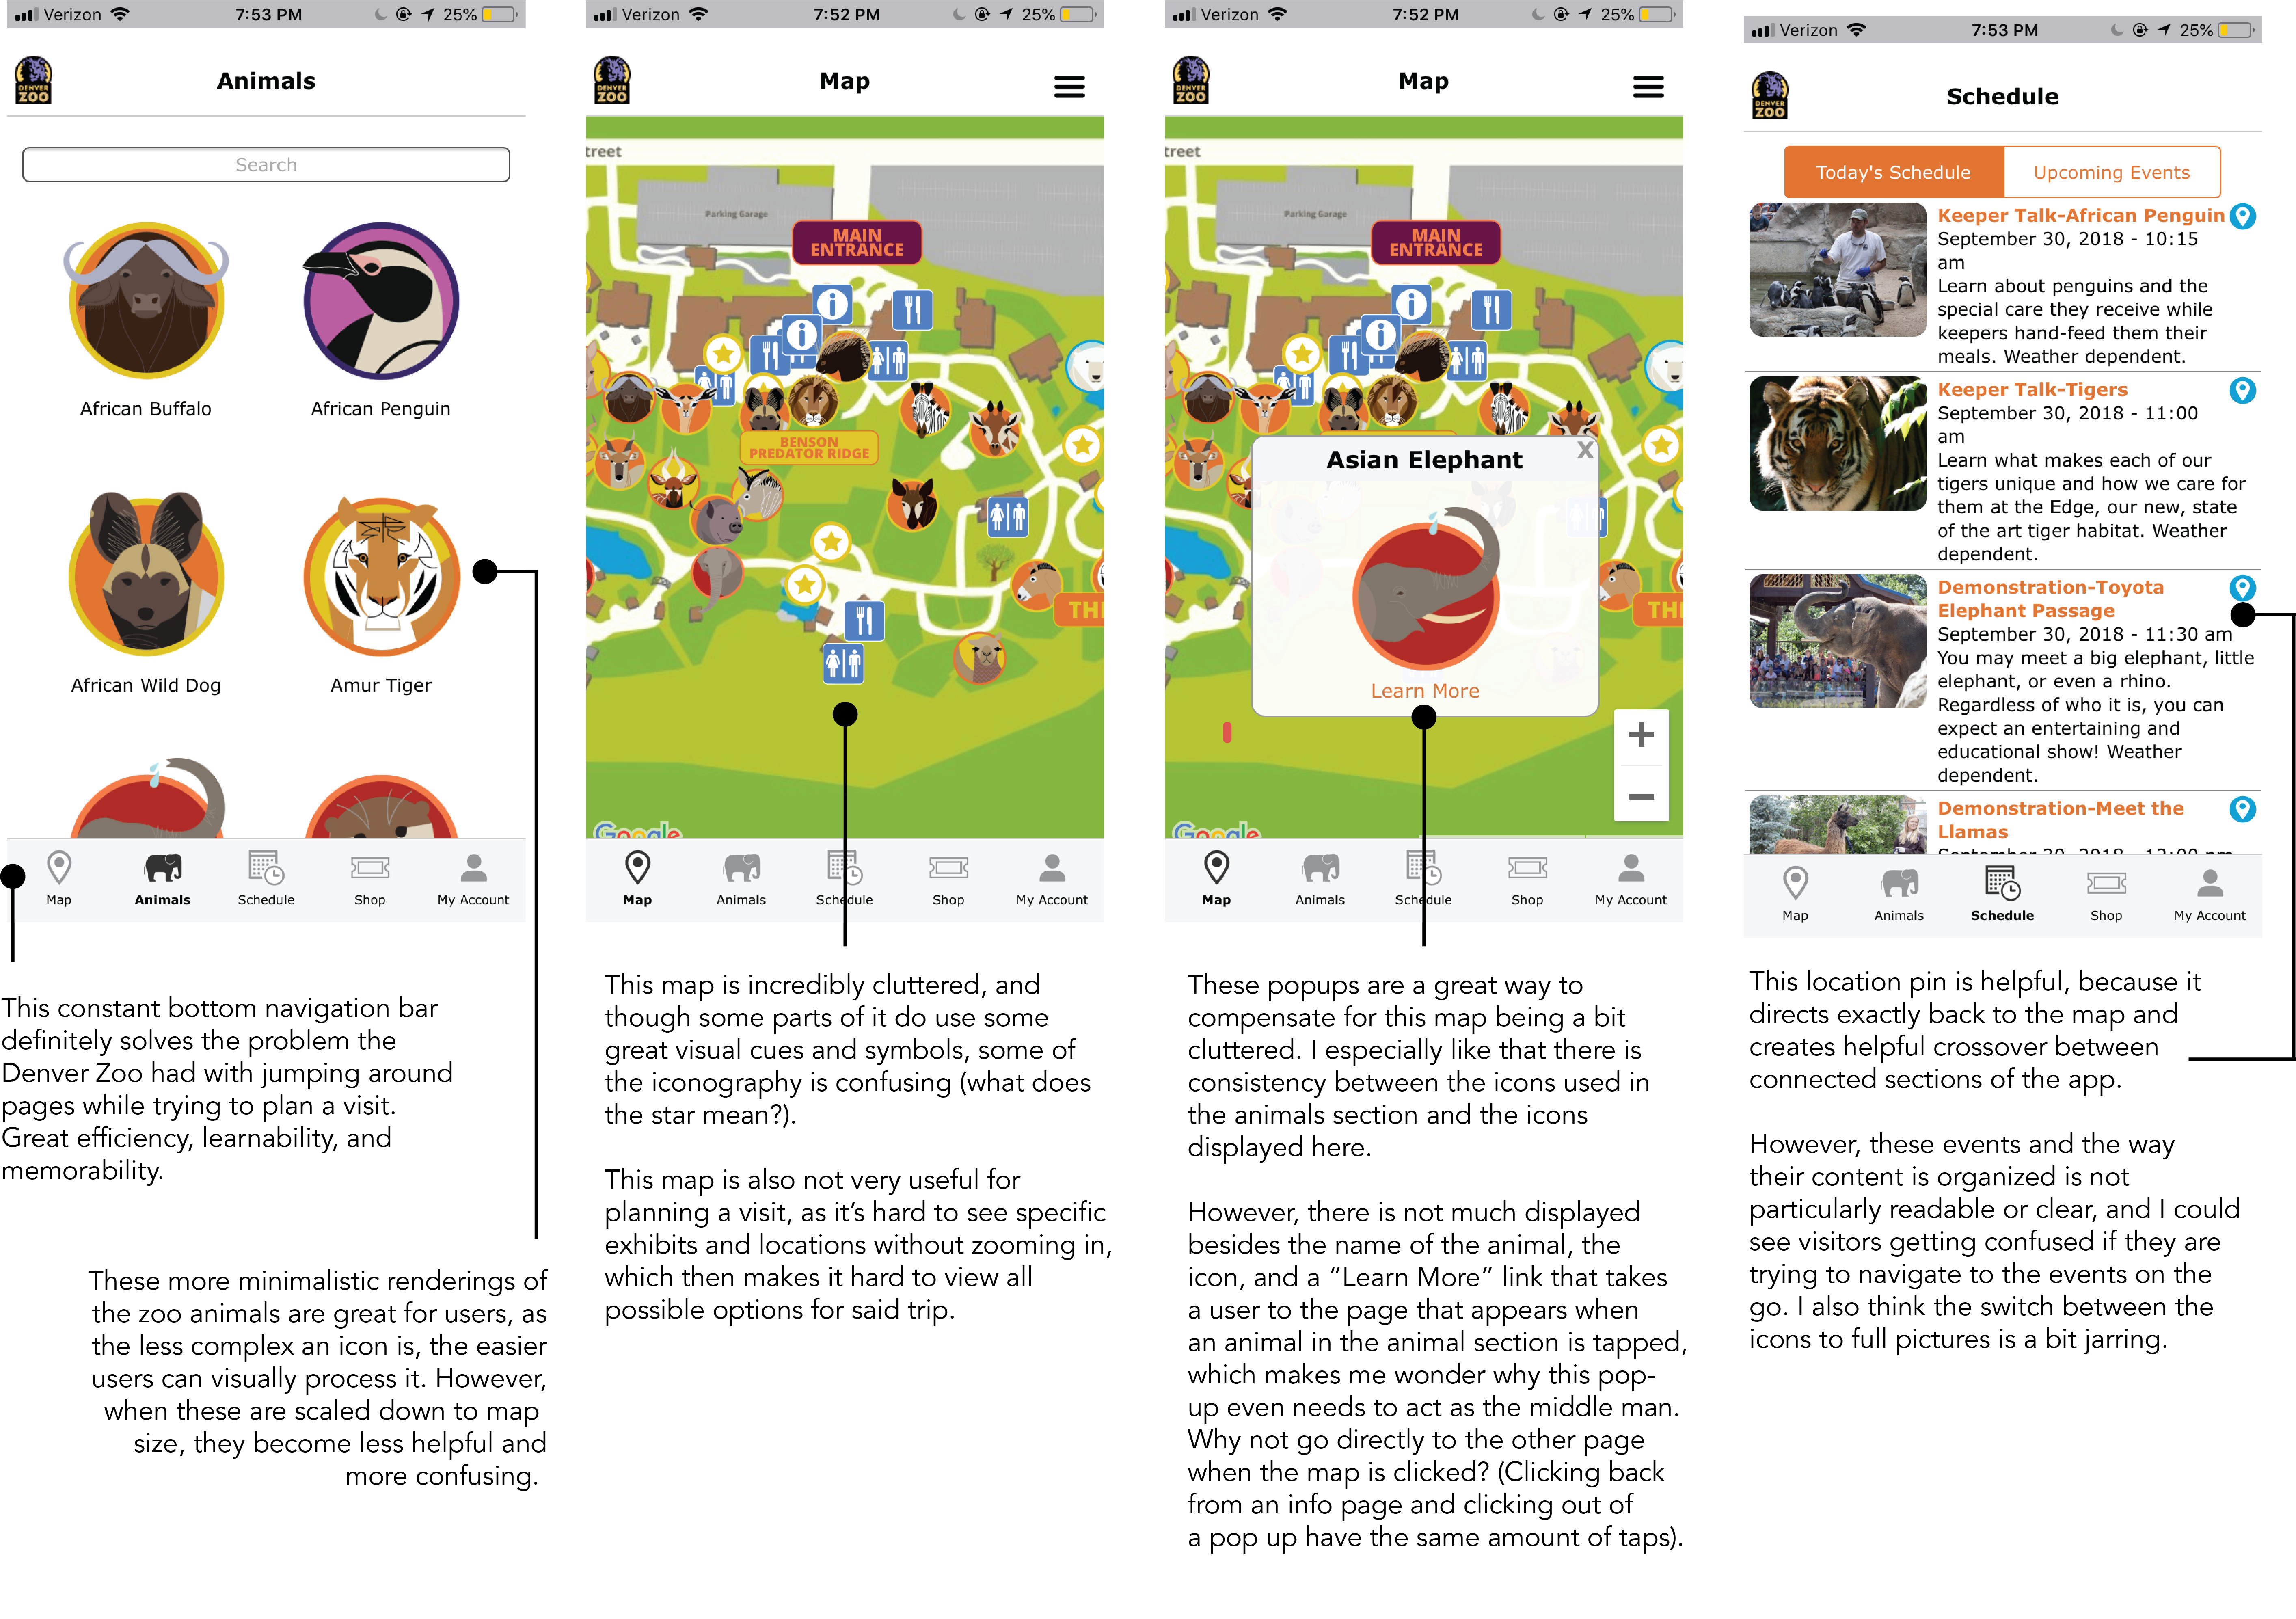 Verizon 7:53 PM 25%
DENVER ZOO
Animals
Search
African Buffalo
African Penguin
African Wild Dog
Amur Tiger
Map
Animals
Schedule
Shop
My Account
This constant bottom navigation bar
definitely solves the problem the
Denver Zoo had with jumping around
pages while trying to plan a visit.
Great efficiency, learnability, and
memorability.
These more minimalistic renderings of
the zoo animals are great for users, as
the less complex an icon is, the easier
users can visually process it. However,
when these are scaled down to map
size, they become less helpful and
more confusing.
Verizon 7:52 PM 25%
DENVER ZOO
Map
treet
Parking Garage
MAIN
ENTRANCE
BENSON
PREDATOR RIDGE
TH
Google
Map
Animals
Schedule
Shop
My Account
This map is incredibly cluttered, and
though some parts of it do use some
great visual cues and symbols, some of
the iconography is confusing (what does
the star mean?).
This map is also not very useful for
planning a visit, as it’s hard to see specific
exhibits and locations without zooming in,
which then makes it hard to view all
possible options for said trip.
Verizon 7:52 PM 25%
DENVER ZOO
Map
treet
Parking Garage
MAIN
ENTRANCE
X
Asian Elephant
Learn More
TH
+
−
Google
Map
Animals
Schedule
Shop
My Account
These popups are a great way to
compensate for this map being a bit
cluttered. I especially like that there is
consistency between the icons used in
the animals section and the icons
displayed here.
However, there is not much displayed
besides the name of the animal, the
icon, and a “Learn More” link that takes
a user to the page that appears when
an animal in the animal section is tapped,
which makes me wonder why this pop-
up even needs to act as the middle man.
Why not go directly to the other page
when the map is clicked? (Clicking back
from an info page and clicking out of
a pop up have the same amount of taps).
Verizon 7:53 PM 25%
DENVER ZOO
Schedule
Today's Schedule
Upcoming Events
Keeper Talk-African Penguin
September 30, 2018 - 10:15
am
Learn about penguins and the
special care they receive while
keepers hand-feed them their
meals. Weather dependent.
Keeper Talk-Tigers
September 30, 2018 - 11:00
am
Learn what makes each of our
tigers unique and how we care for
them at the Edge, our new, state
of the art tiger habitat. Weather
dependent.
Demonstration-Toyota
Elephant Passage
September 30, 2018 - 11:30 am
You may meet a big elephant, little
elephant, or even a rhino.
Regardless of who it is, you can
expect an entertaining and
educational show! Weather
dependent.
Demonstration-Meet the
Llamas
September 30, 2018 - 12:00 pm
Map
Animals
Schedule
Shop
My Account
This location pin is helpful, because it
directs exactly back to the map and
creates helpful crossover between
connected sections of the app.
However, these events and the way
their content is organized is not
particularly readable or clear, and I could
see visitors getting confused if they are
trying to navigate to the events on the
go. I also think the switch between the
icons to full pictures is a bit jarring.